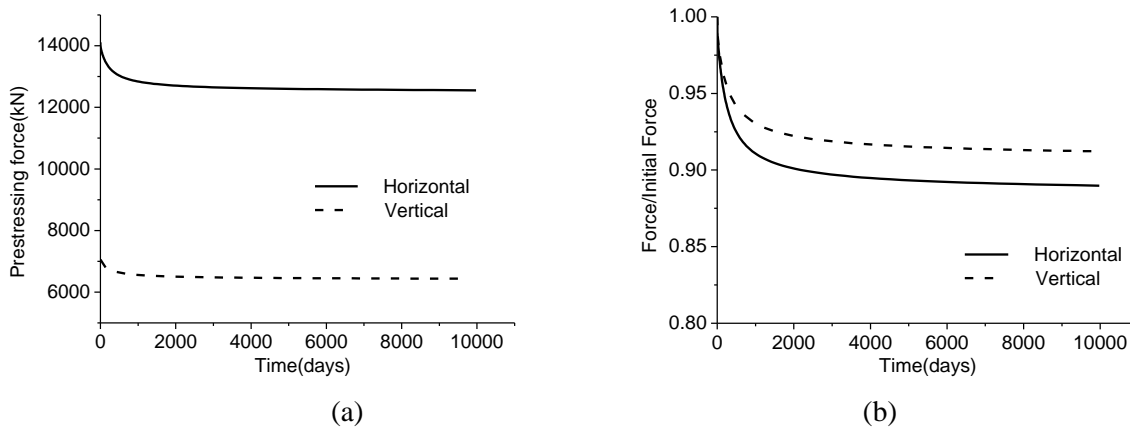 14000
12000
10000
8000
6000
Prestressing force(kN)
Horizontal
Vertical
0 2000 4000 6000 8000 10000
Time(days)
(a)
1.00
0.95
0.90
0.85
0.80
Force/Initial Force
Horizontal
Vertical
0 2000 4000 6000 8000 10000
Time(days)
(b)